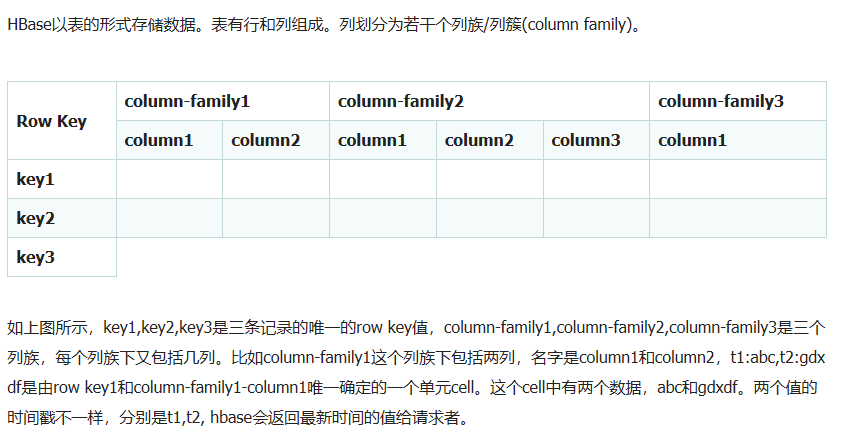 HBase以表的形式存储数据。表有行和列组成。列划分为若干个列族/列簇(column family)。
Row Key column-family1 column-family2 column-family3
column1 column2 column1 column2 column3 column1
key1
key2
key3
如上图所示，key1,key2,key3是三条记录的唯一的row key值，column-family1,column-family2,column-family3是三个
列族，每个列族下又包括几列。比如column-family1这个列族下包括两列，名字是column1和column2，t1:abc,t2:gdx
df是由row key1和column-family1-column1唯一确定的一个单元cell。这个cell中有两个数据，abc和gdxdf。两个值的
时间戳不一样，分别是t1,t2, hbase会返回最新时间的值给请求者。